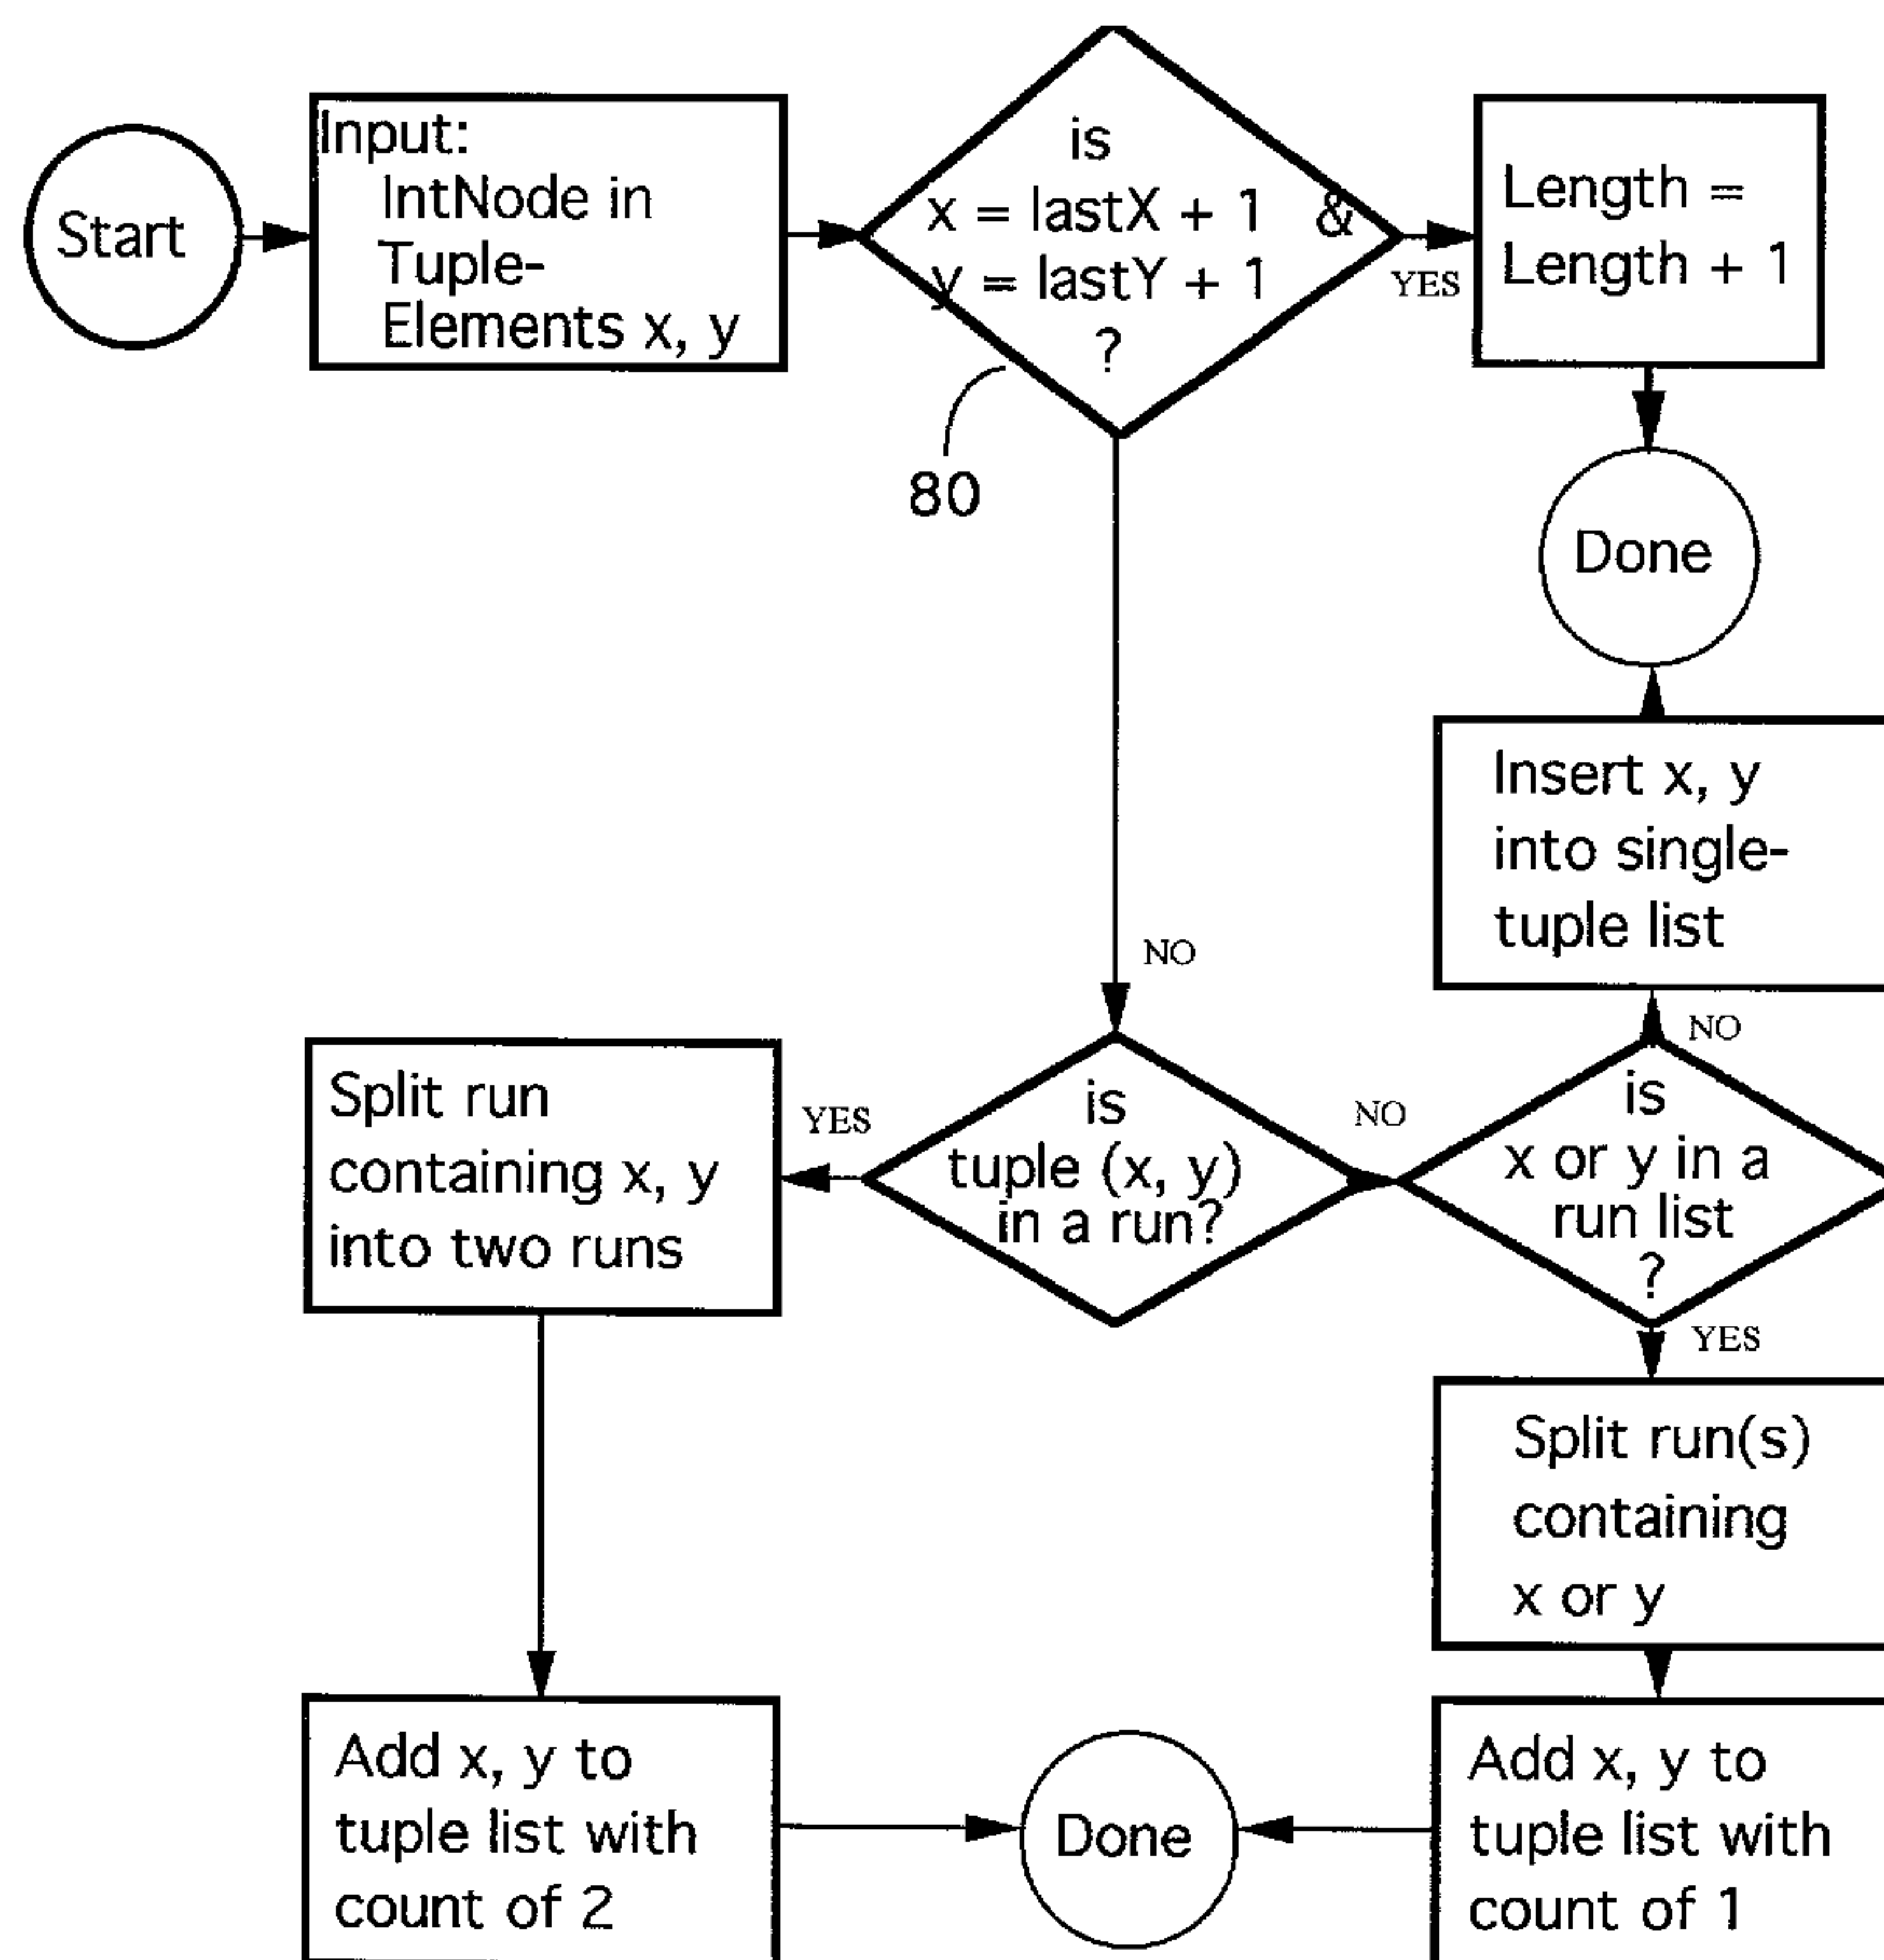 Start
Input:
IntNode in
Tuple-
Elements x, y
is
x = lastX + 1 &
y = lastY + 1
?
YES
Length =
Length + 1
80
Done
Insert x, y
into single-
tuple list
NO
NO
Split run
containing x, y
into two runs
YES
is
tuple (x, y)
in a run?
NO
is
x or y in a
run list
?
YES
Split run(s)
containing
x or y
Add x, y to
tuple list with
count of 2
Done
Add x, y to
tuple list with
count of 1